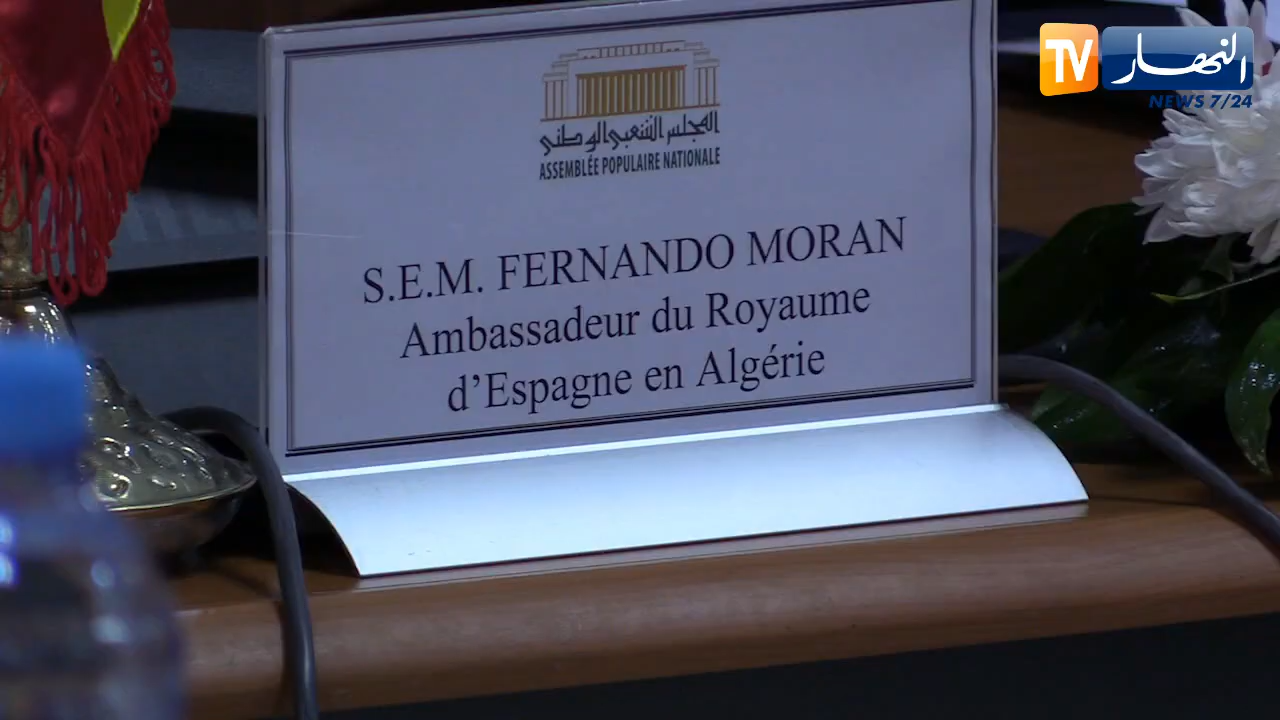 TV النهار
NEWS 7/24
المجلس الشعبي الوطني
ASSEMBLÉE POPULAIRE NATIONALE
S.E.M. FERNANDO MORAN
Ambassadeur du Royaume
d'Espagne en Algérie